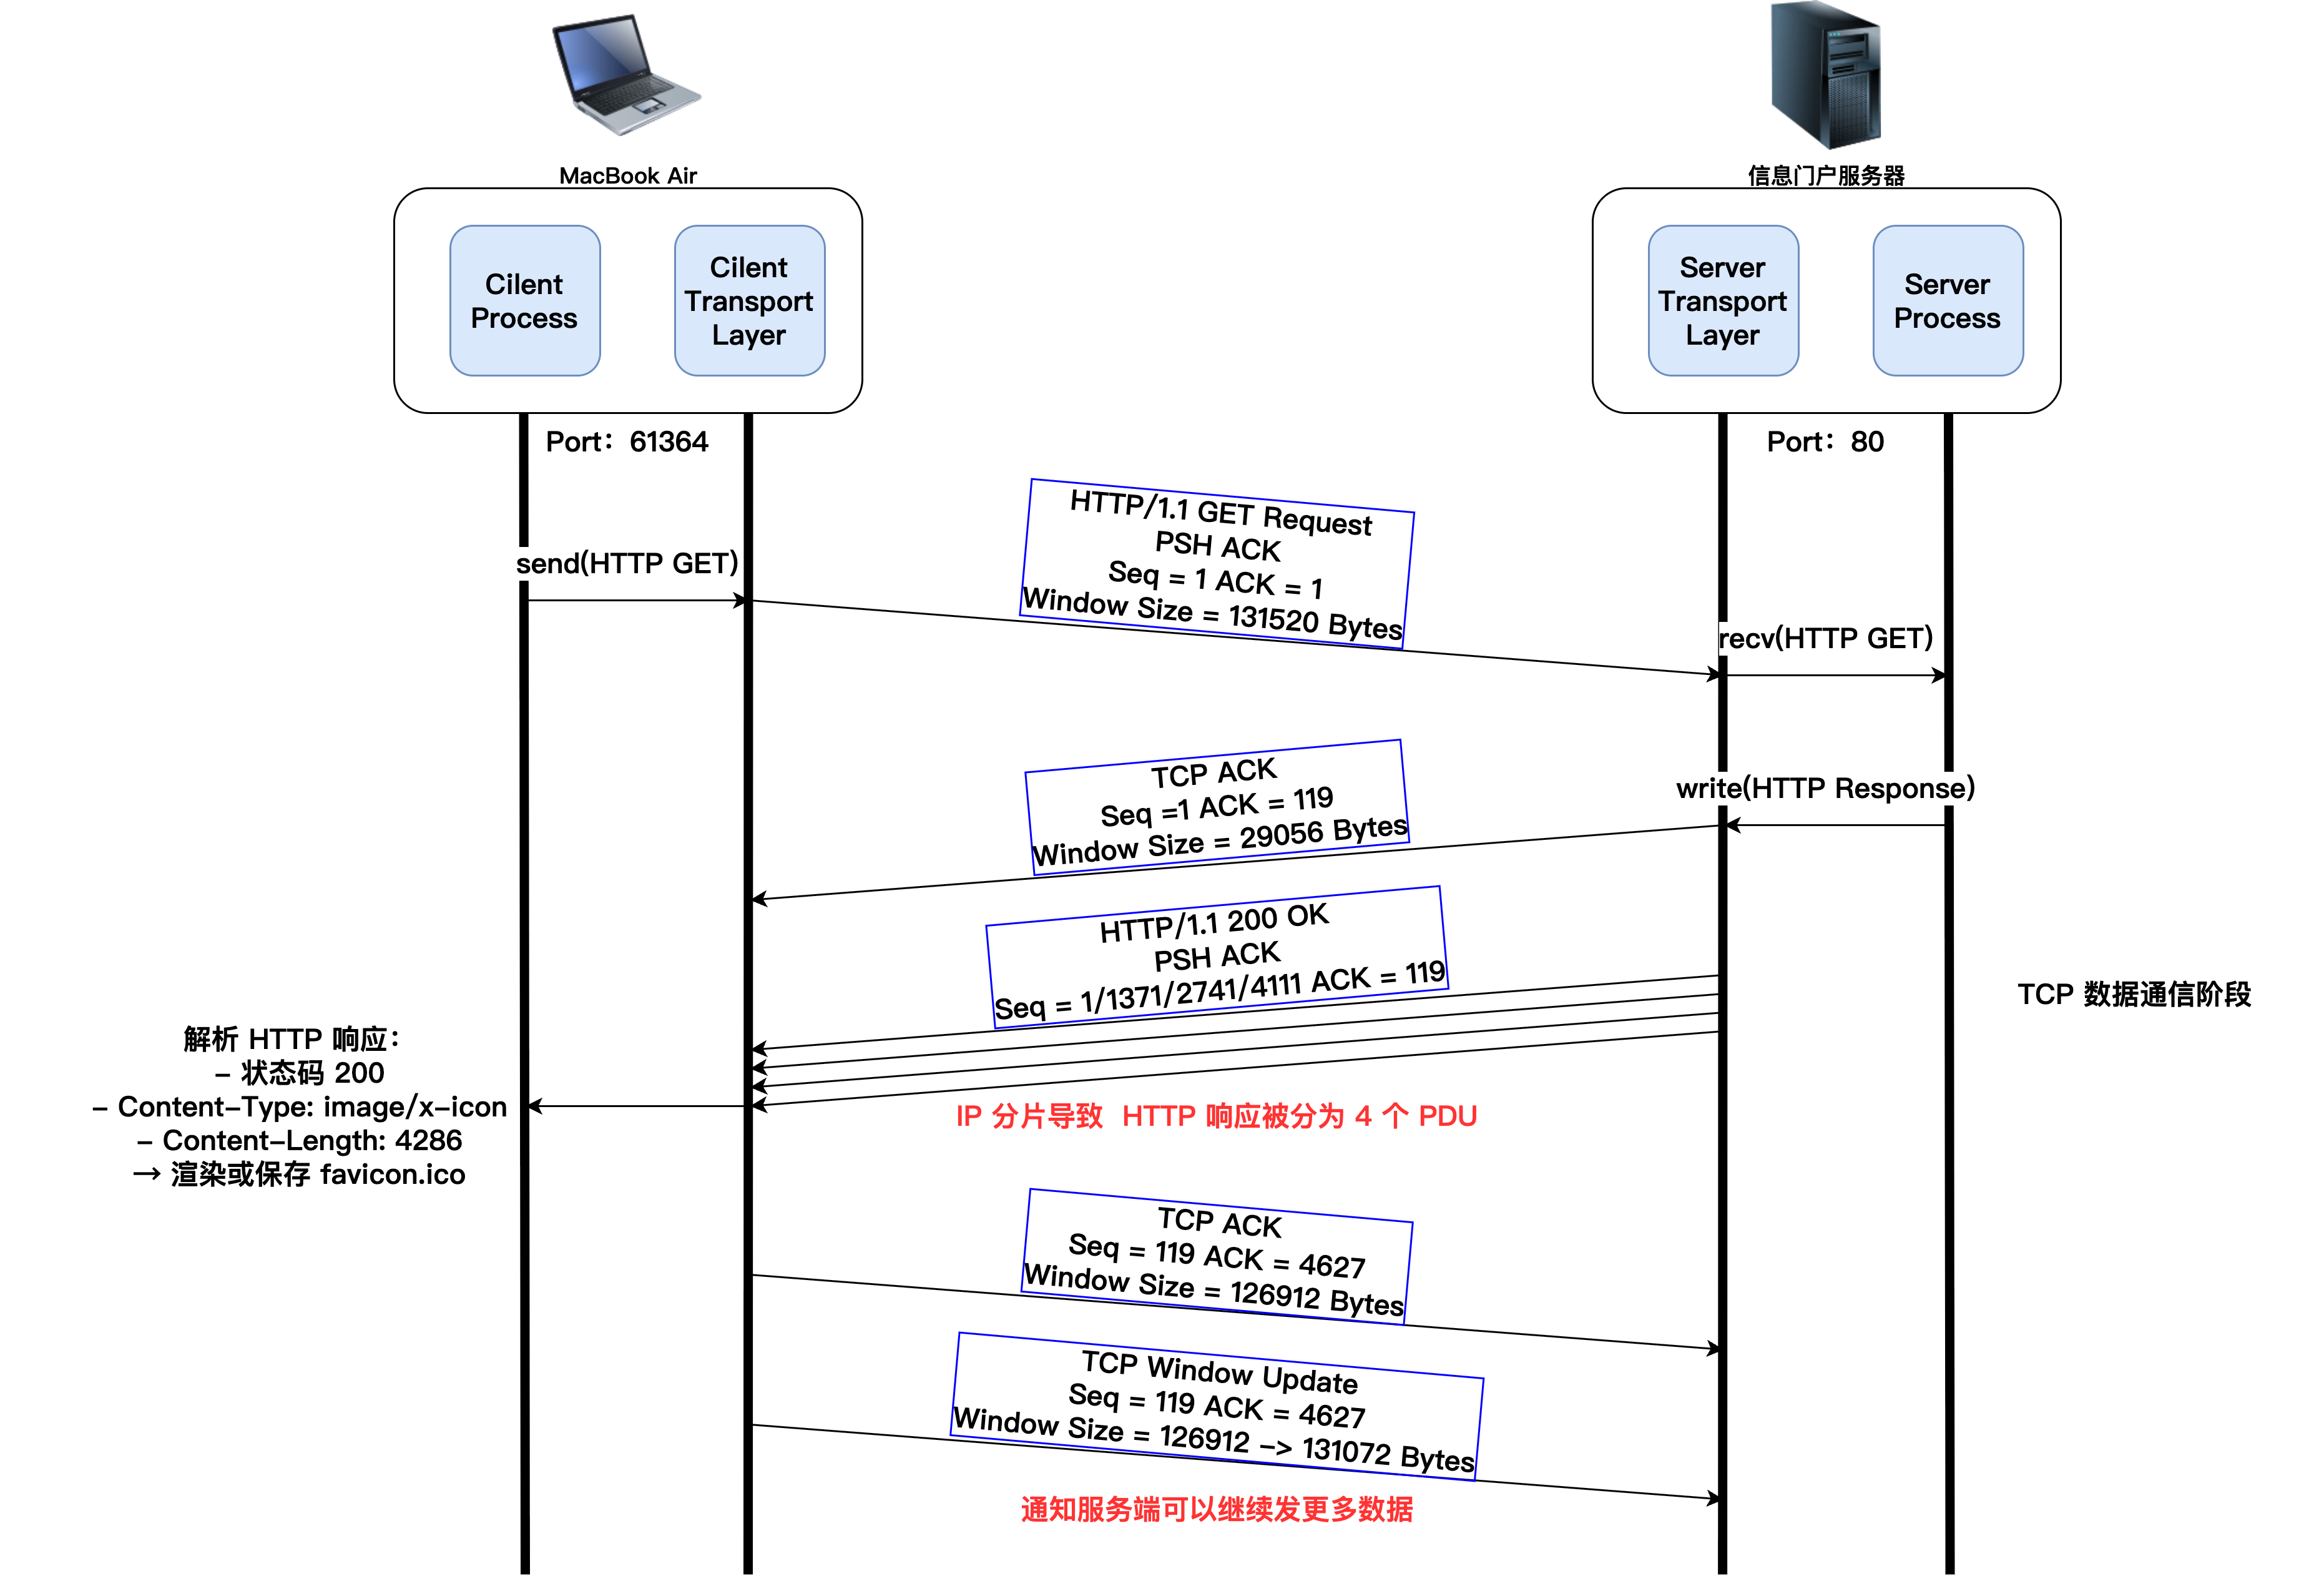 MacBook Air
信息门户服务器
Cilent
Process
Cilent
Transport
Layer
Server
Transport
Layer
Server
Process
Port：61364
Port：80
HTTP/1.1 GET Request
PSH ACK
Seq = 1 ACK = 1
Window Size = 131520 Bytes
send(HTTP GET)
recv(HTTP GET)
TCP ACK
Seq =1 ACK = 119
Window Size = 29056 Bytes
write(HTTP Response)
HTTP/1.1 200 OK
PSH ACK
Seq = 1/1371/2741/4111 ACK = 119
TCP 数据通信阶段
解析 HTTP 响应：
- 状态码 200
- Content-Type: image/x-icon
- Content-Length: 4286
→ 渲染或保存 favicon.ico
IP 分片导致 HTTP 响应被分为 4 个 PDU
TCP ACK
Seq = 119 ACK = 4627
Window Size = 126912 Bytes
TCP Window Update
Seq = 119 ACK = 4627
Window Size = 126912 -> 131072 Bytes
通知服务端可以继续发更多数据